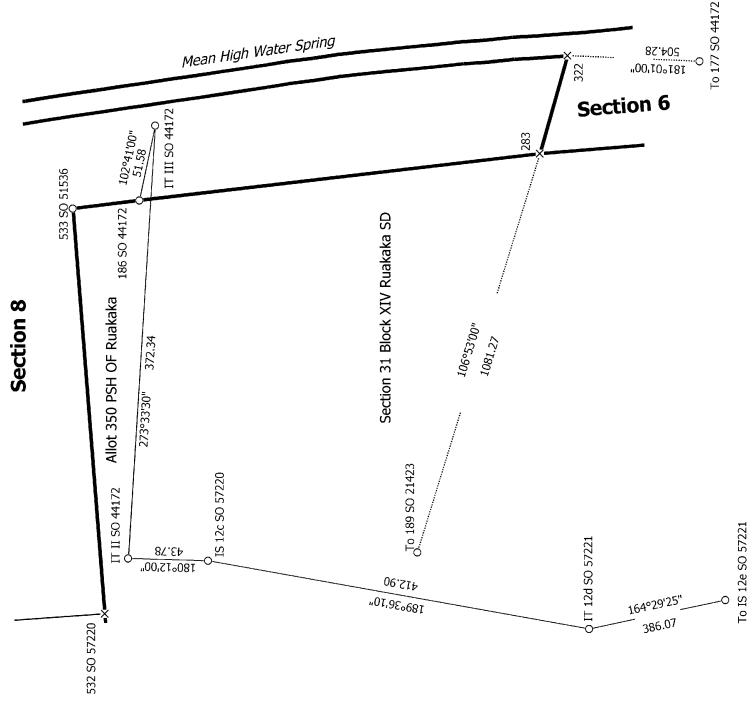 Mean High Water Spring
504.28
181°01'00"
To 177 SO 44172
322
Section 6
283
102°41'00"
51.58
IT III SO 44172
533 SO 51536
186 SO 44172
Section 8
Allot 350 PSH OF Ruakaka
372.34
273°33'30"
Section 31 Block XIV Ruakaka SD
106°53'00"
1081.27
IT II SO 44172
43.78
180°12'00"
IS 12c SO 57220
To 189 SO 21423
412.90
189°36'10"
IT 12d SO 57221
164°29'25"
386.07
To IS 12e SO 57221
532 SO 57220